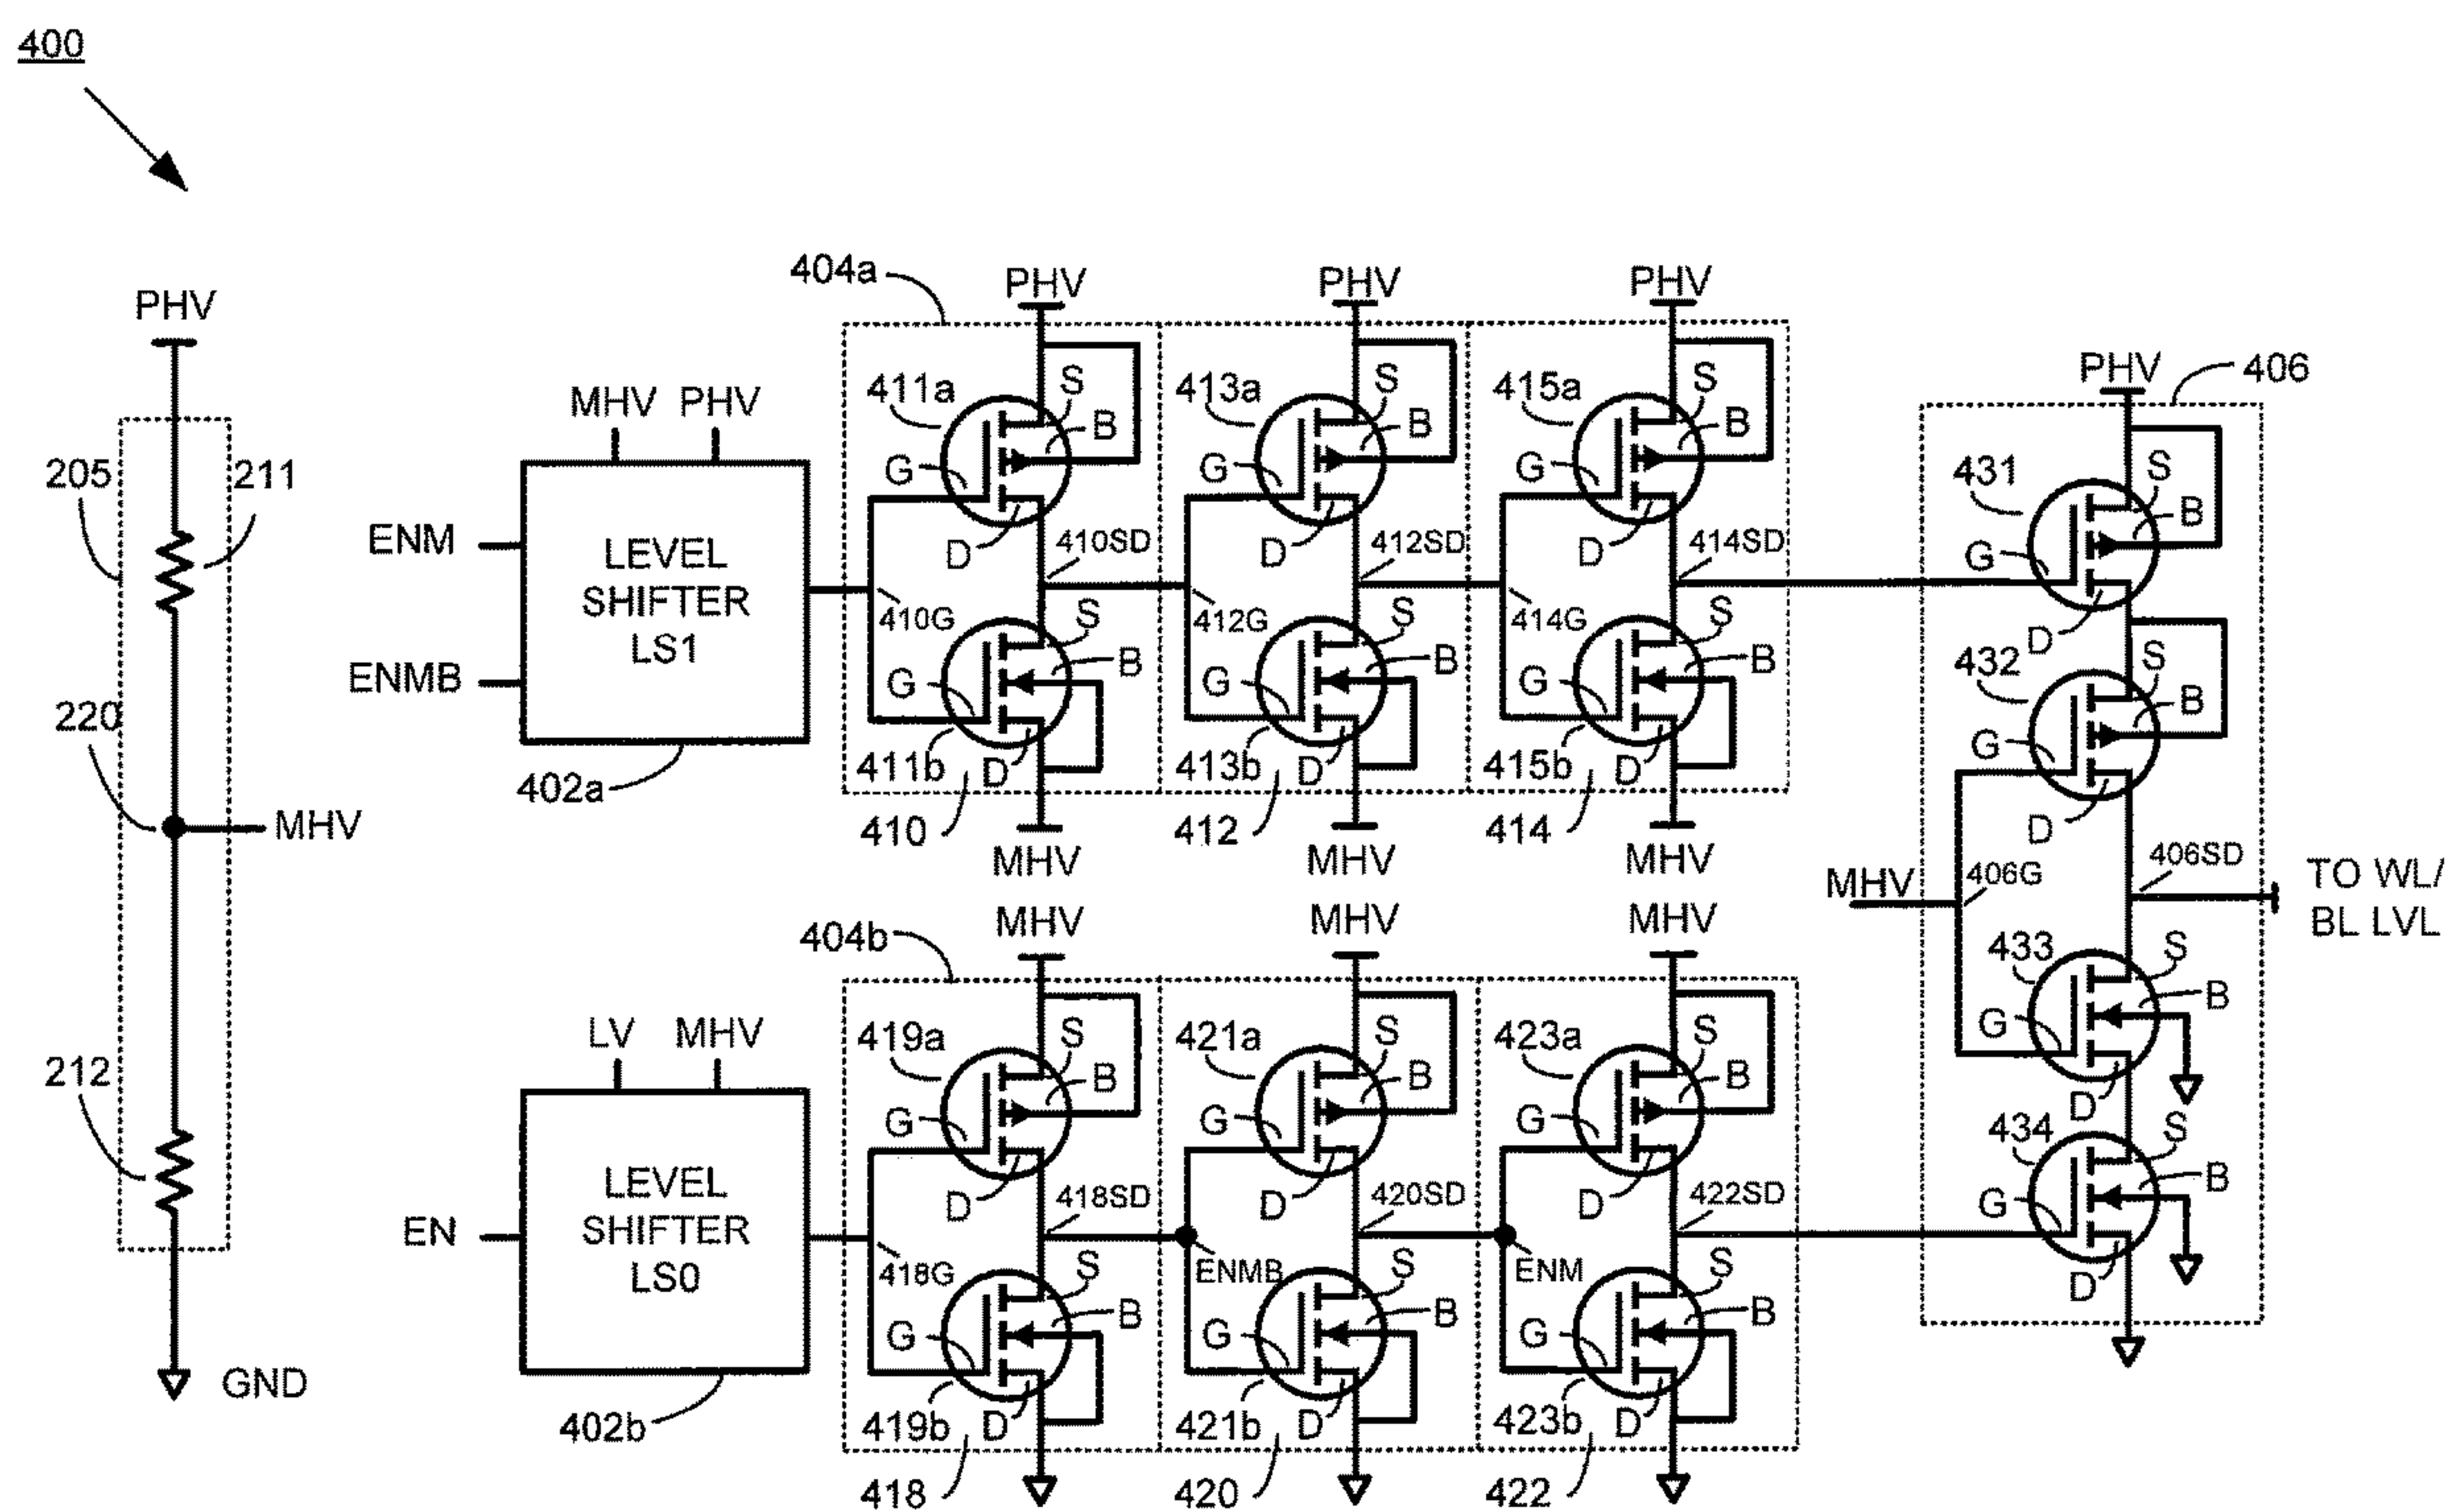 400
PHV
205
211
220
MHV
212
GND
MHV PHV
ENM
ENMB
LEVEL
SHIFTER
LS1
402a
LV MHV
EN
LEVEL
SHIFTER
LS0
402b
404a
PHV
411a
S
B
G
D
410SD
410G
S
B
G
411b
D
410
MHV
PHV
413a
S
B
G
D
412SD
412G
S
B
G
413b
D
412
MHV
PHV
415a
S
B
G
D
414SD
414G
S
B
G
415b
D
414
MHV
404b
MHV
419a
S
B
G
D
418SD
418G
S
B
G
419b
D
418
MHV
421a
S
B
G
D
420SD
ENMB
S
B
G
421b
D
420
MHV
423a
S
B
G
D
422SD
ENM
S
B
G
423b
D
422
PHV
406
431
S
B
G
D
432
S
B
G
D
MHV
406G
406SD
TO WL/
BL LVL
433
S
B
G
D
434
S
B
G
D